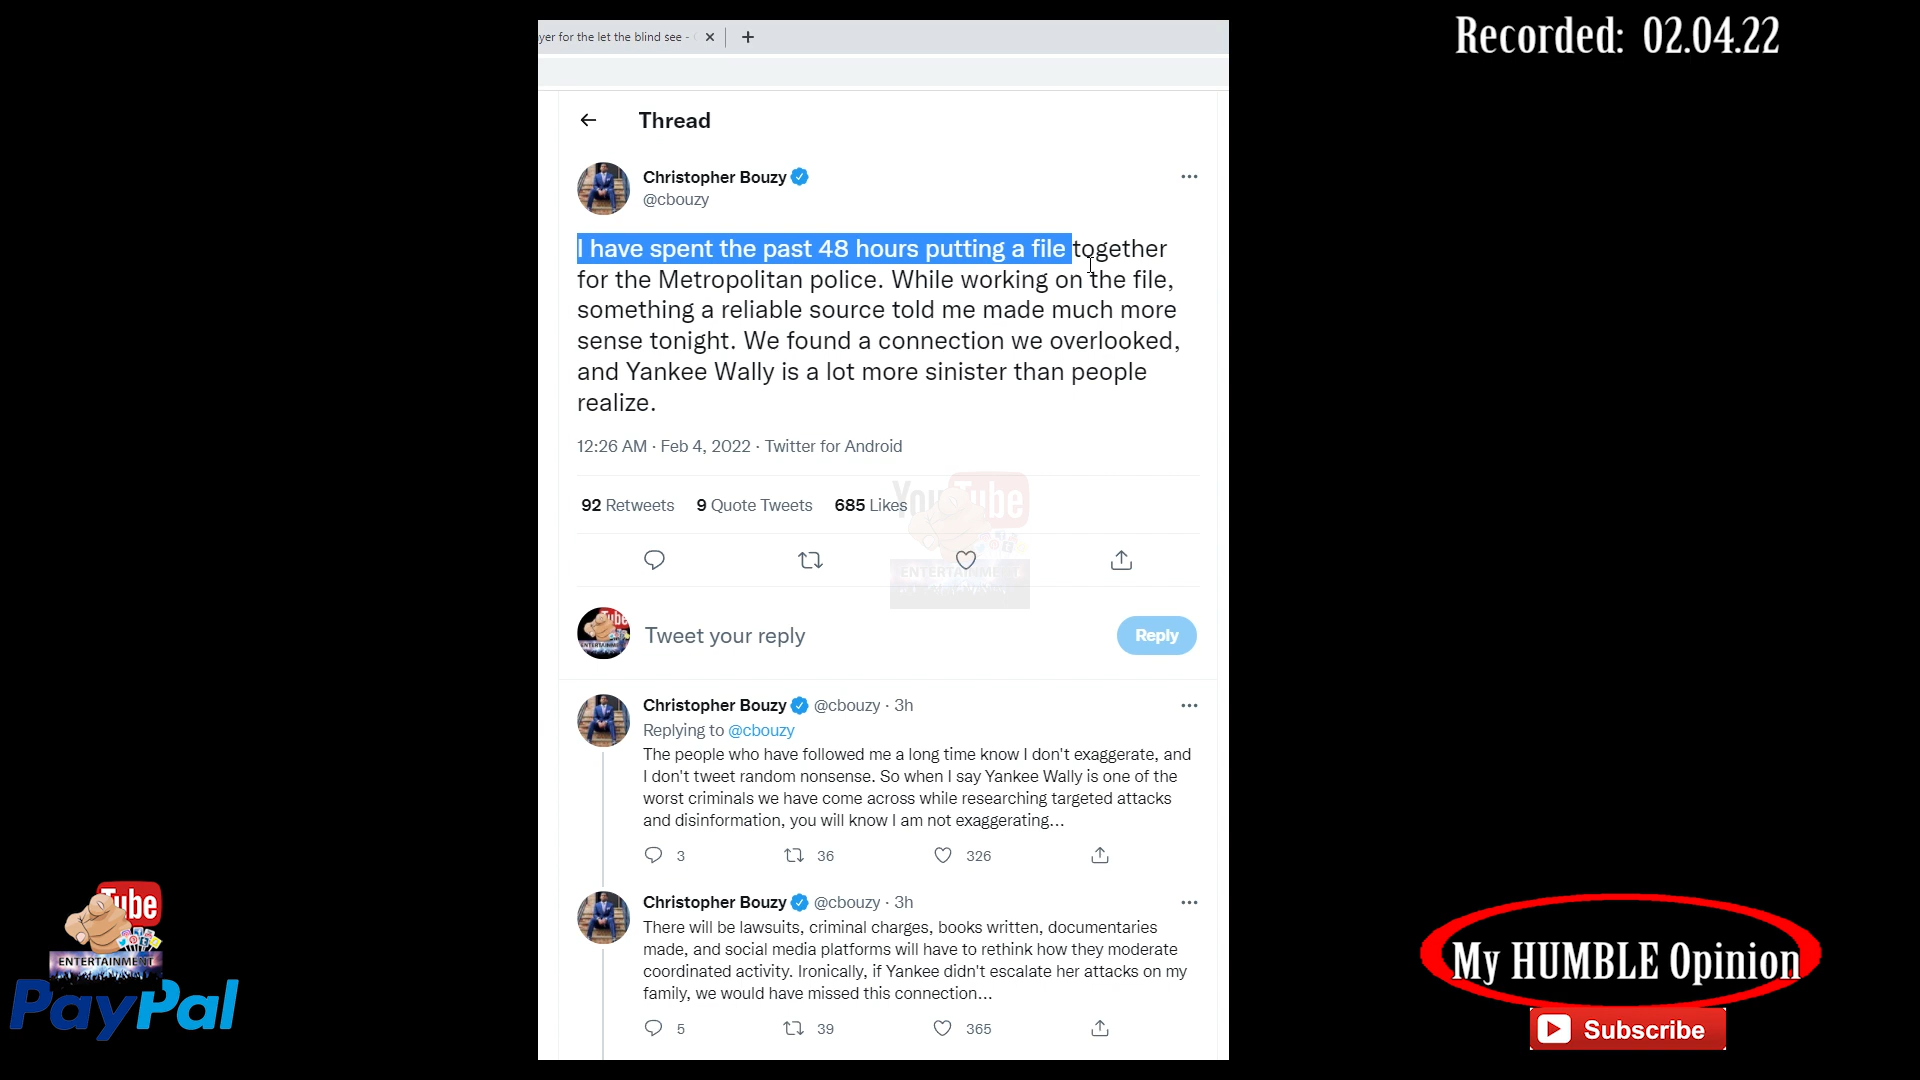 Recorded: 02.04.22
yer for the let the blind see -
Thread
Christopher Bouzy
@cbouzy
I have spent the past 48 hours putting a file together
for the Metropolitan police. While working on the file,
something a reliable source told me made much more
sense tonight. We found a connection we overlooked,
and Yankee Wally is a lot more sinister than people
realize.
12:26 AM · Feb 4, 2022 · Twitter for Android
92 Retweets 9 Quote Tweets 685 Likes
YouTube
ENTERTAINMENT
Tweet your reply
Reply
Christopher Bouzy @cbouzy · 3h
Replying to @cbouzy
The people who have followed me a long time know I don't exaggerate, and
I don't tweet random nonsense. So when I say Yankee Wally is one of the
worst criminals we have come across while researching targeted attacks
and disinformation, you will know I am not exaggerating...
3 36 326
Christopher Bouzy @cbouzy · 3h
There will be lawsuits, criminal charges, books written, documentaries
made, and social media platforms will have to rethink how they moderate
coordinated activity. Ironically, if Yankee didn't escalate her attacks on my
family, we would have missed this connection...
5 39 365
Tube
ENTERTAINMENT
PayPal
My HUMBLE Opinion
Subscribe